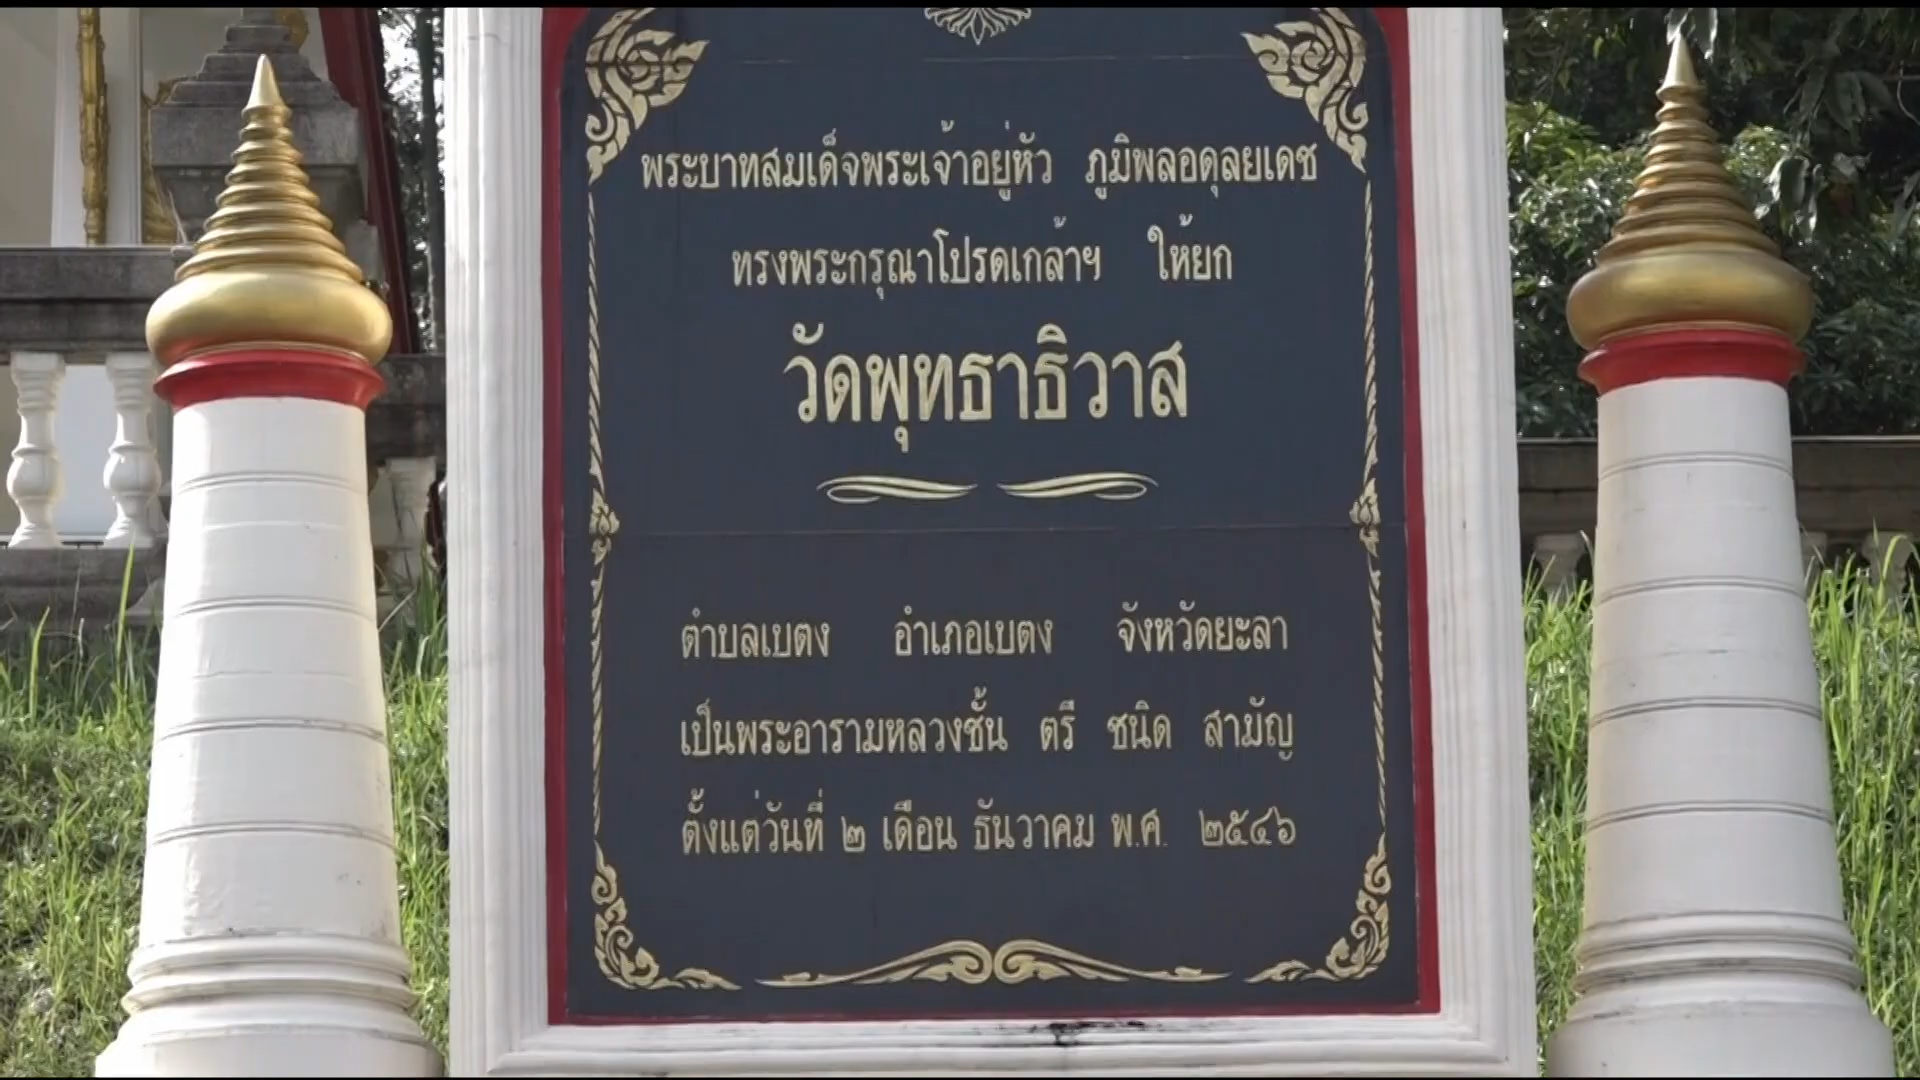 พระบาทสมเด็จพระเจ้าอยู่หัว ภูมิพลอดุลยเดช
ทรงพระกรุณาโปรดเกล้าฯ ให้ยก
วัดพุทธาธิวาส
ตำบลเบตง อำเภอเบตง จังหวัดยะลา
เป็นพระอารามหลวงชั้น ตรี ชนิด สามัญ
ตั้งแต่วันที่ ๒ เดือน ธันวาคม พ.ศ. ๒๕๔๖